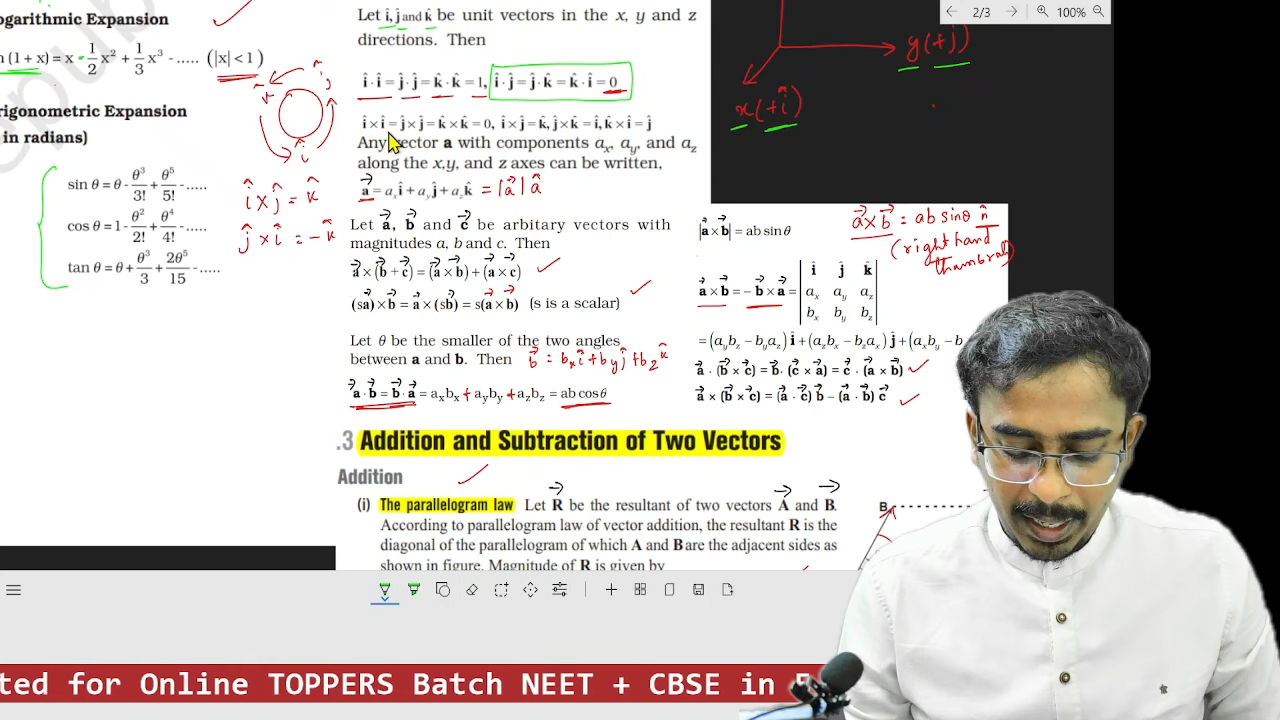 ogarithmic Expansion
n (1 + x) = x - 1/2 x² + 1/3 x³ - ..... (|x| < 1)
rigonometric Expansion
in radians)
sin θ = θ - θ³/3! + θ⁵/5! - .....
cos θ = 1 - θ²/2! + θ⁴/4! - .....
tan θ = θ + θ³/3 + 2θ⁵/15 - .....
î × ĵ = k̂
ĵ × î = -k̂
î
ĵ
Let î, ĵ and k̂ be unit vectors in the x, y and z
directions. Then
î · î = ĵ · ĵ = k̂ · k̂ = 1, î · ĵ = ĵ · k̂ = k̂ · î = 0
î × î = ĵ × ĵ = k̂ × k̂ = 0, î × ĵ = k̂, ĵ × k̂ = î, k̂ × î = ĵ
Any vector a with components aₓ, a_y, and a_z
along the x,y, and z axes can be written,
a⃗ = aₓî + a_yĵ + a_zk̂ = |a⃗| â
Let a⃗, b⃗ and c⃗ be arbitary vectors with
magnitudes a, b and c. Then
a⃗ × (b⃗ + c⃗) = (a⃗ × b⃗) + (a⃗ × c⃗)
(sa⃗) × b⃗ = a⃗ × (sb⃗) = s(a⃗ × b⃗) (s is a scalar)
Let θ be the smaller of the two angles
between a and b. Then b⃗ = bₓî + b_yĵ + b_zk̂
a⃗ · b⃗ = b⃗ · a⃗ = aₓbₓ + a_yb_y + a_zb_z = ab cos θ
2/3
100%
y (+ĵ)
x (+î)
|a⃗ × b⃗| = ab sin θ
a⃗ × b⃗ = ab sinθ n̂
(right hand
a⃗ × b⃗ = - b⃗ × a⃗ = | î ĵ k̂ |
aₓ a_y a_z
bₓ b_y b_z
= (a_yb_z - b_ya_z) î + (a_zbₓ - b_zaₓ) ĵ + (aₓb_y - b
a⃗ · (b⃗ × c⃗) = b⃗ · (c⃗ × a⃗) = c⃗ · (a⃗ × b⃗)
a⃗ × (b⃗ × c⃗) = (a⃗ · c⃗) b⃗ - (a⃗ · b⃗) c⃗
.3 Addition and Subtraction of Two Vectors
Addition
(i) The parallelogram law Let R⃗ be the resultant of two vectors A⃗ and B⃗.
According to parallelogram law of vector addition, the resultant R is the
diagonal of the parallelogram of which A and B are the adjacent sides as
shown in figure. Magnitude of R is given by
B
ted for Online TOPPERS Batch NEET + CBSE in